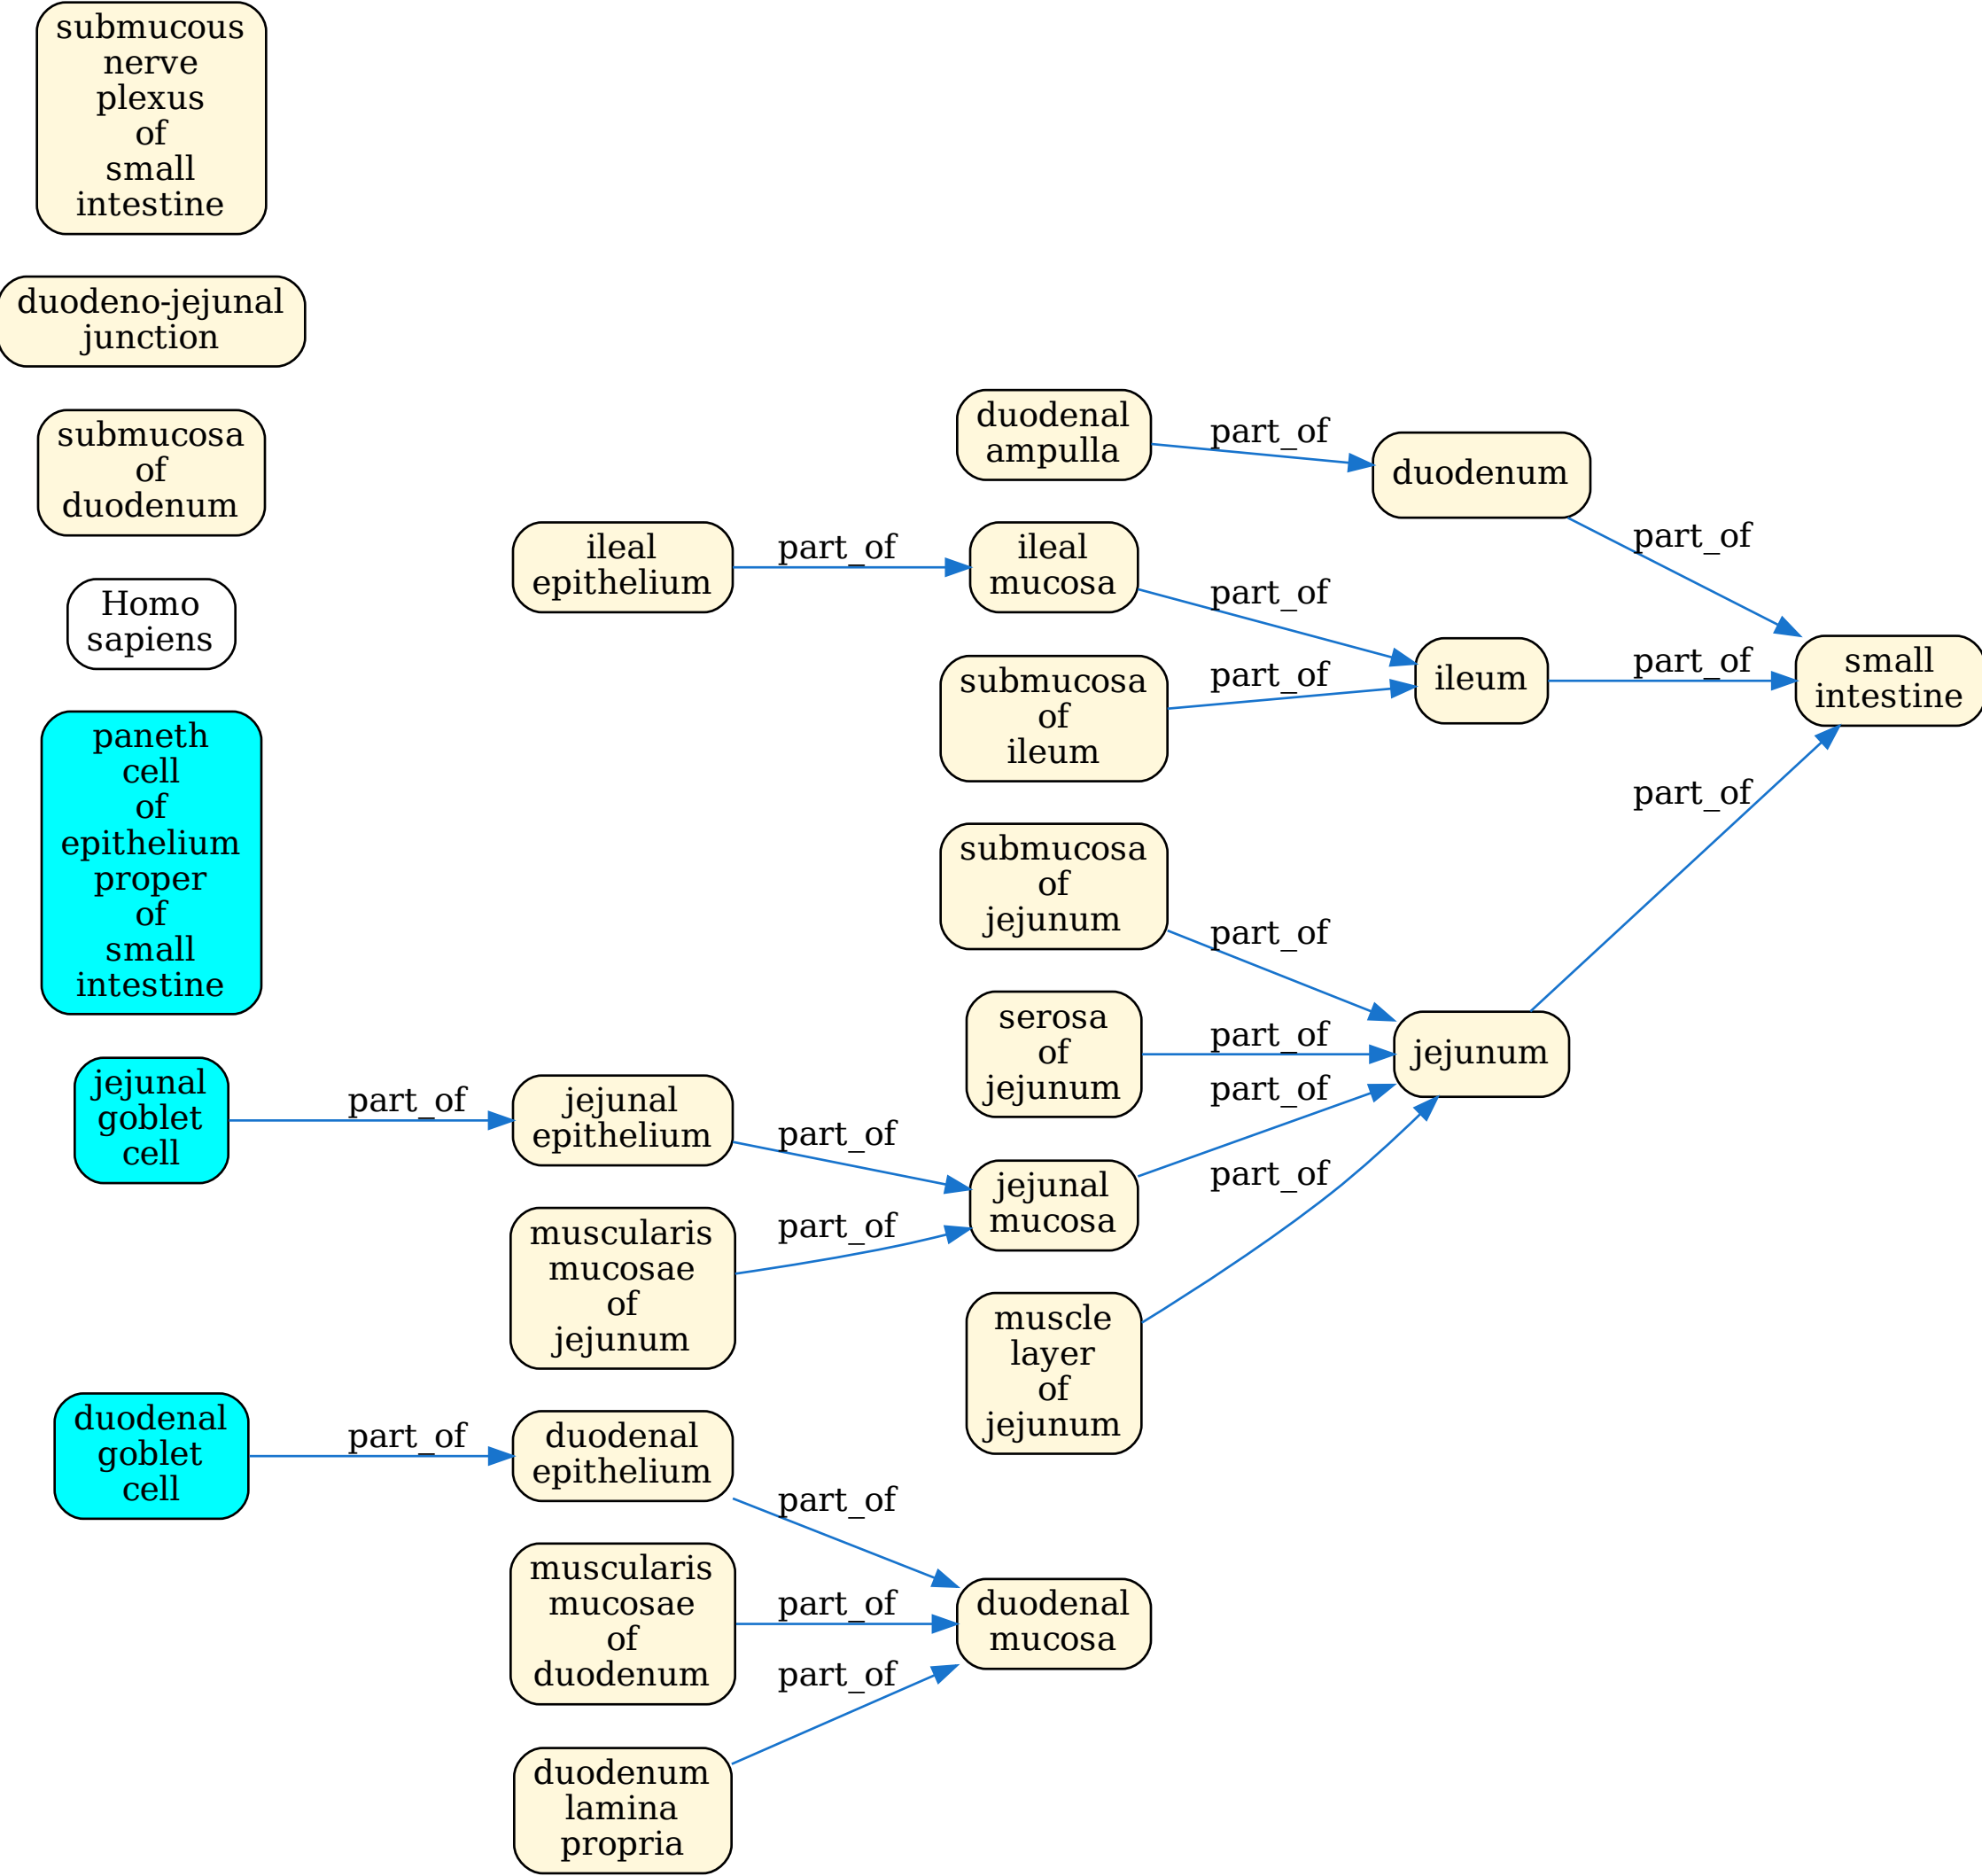 submucous
nerve
plexus
of
small
intestine
duodeno-jejunal
junction
submucosa
of
duodenum
Homo
sapiens
paneth
cell
of
epithelium
proper
of
small
intestine
jejunal
goblet
cell
part_of
duodenal
goblet
cell
part_of
ileal
epithelium
part_of
jejunal
epithelium
part_of
muscularis
mucosae
of
jejunum
part_of
duodenal
epithelium
part_of
muscularis
mucosae
of
duodenum
part_of
duodenum
lamina
propria
part_of
duodenal
ampulla
part_of
ileal
mucosa
part_of
submucosa
of
ileum
part_of
submucosa
of
jejunum
part_of
serosa
of
jejunum
part_of
jejunal
mucosa
part_of
muscle
layer
of
jejunum
part_of
duodenal
mucosa
duodenum
part_of
ileum
part_of
jejunum
part_of
small
intestine